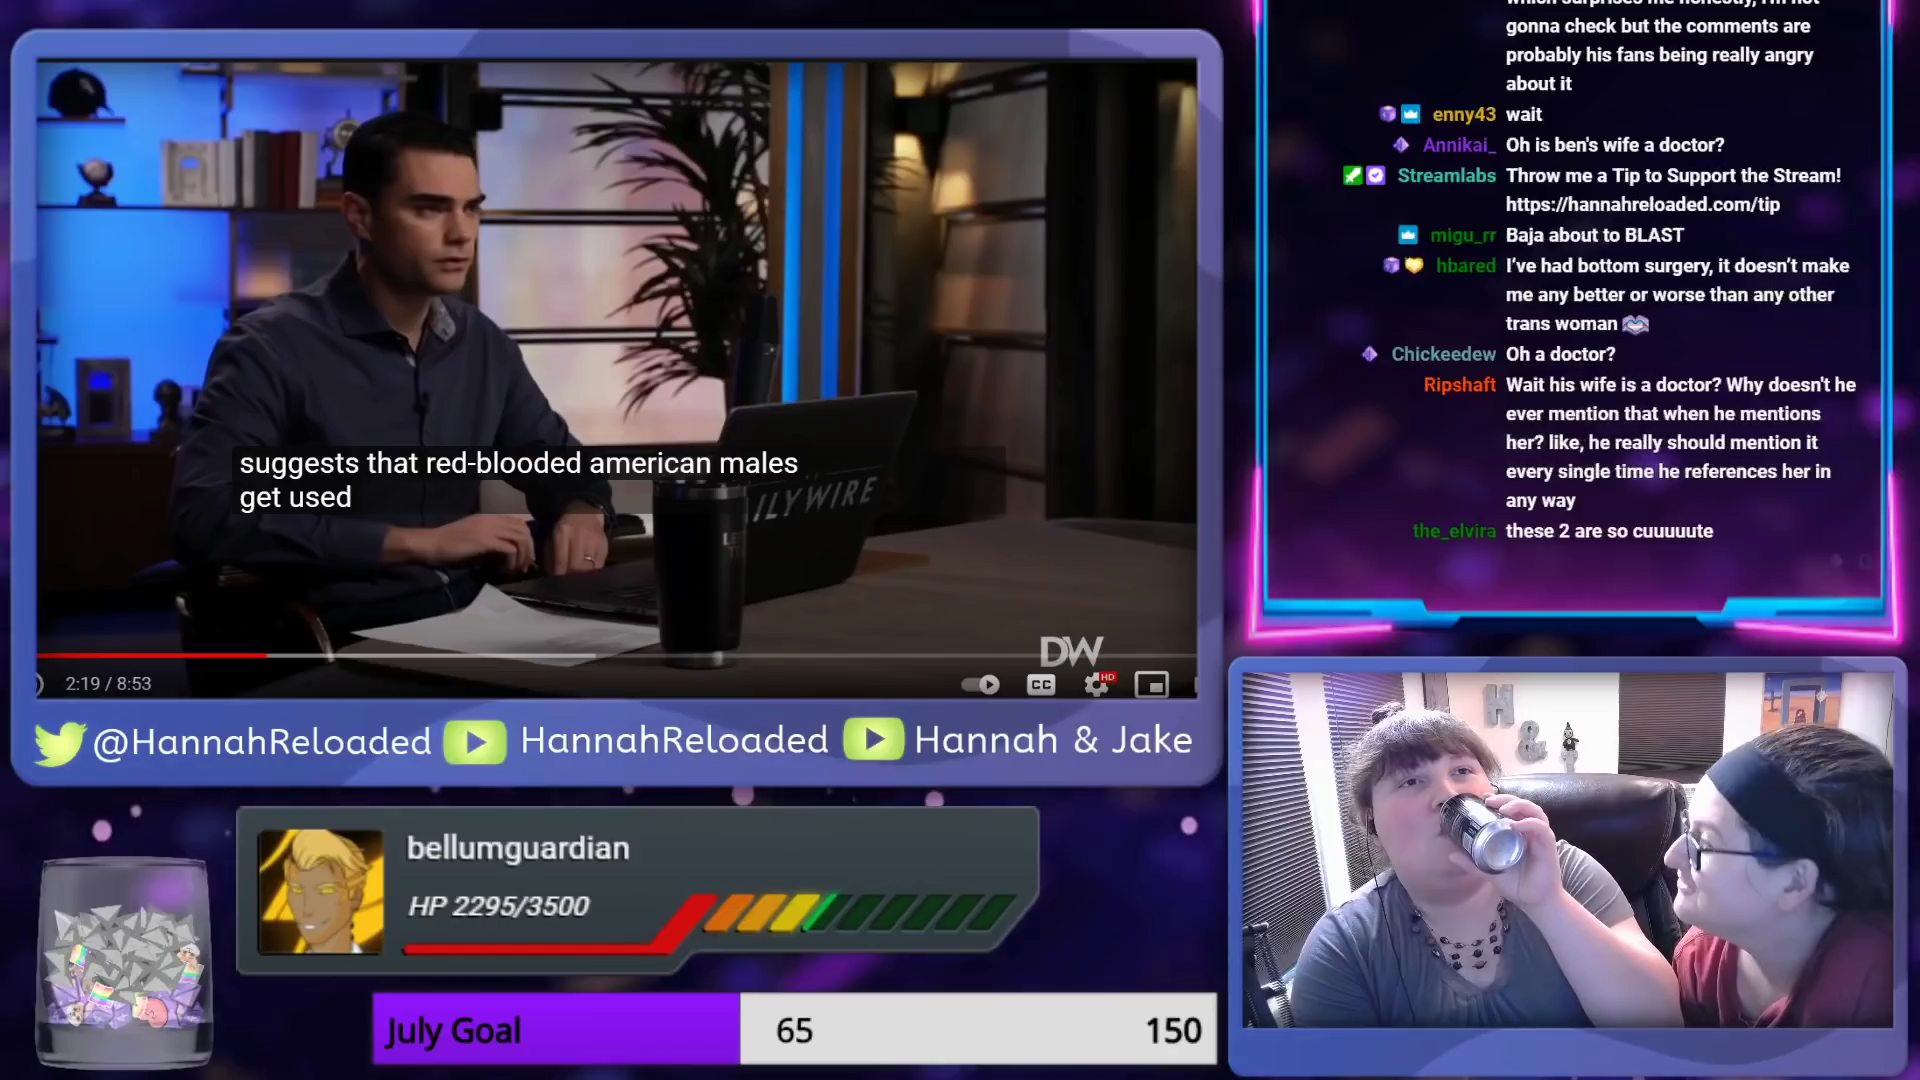 suggests that red-blooded american males
get used
ILYWIRE
DW
2:19 / 8:53
CC
HD
@HannahReloaded
HannahReloaded
Hannah & Jake
gonna check but the comments are
probably his fans being really angry
about it
enny43 wait
Annikai_ Oh is ben's wife a doctor?
Streamlabs Throw me a Tip to Support the Stream!
https://hannahreloaded.com/tip
migu_rr Baja about to BLAST
hbared I've had bottom surgery, it doesn't make
me any better or worse than any other
trans woman
Chickeedew Oh a doctor?
Ripshaft Wait his wife is a doctor? Why doesn't he
ever mention that when he mentions
her? like, he really should mention it
every single time he references her in
any way
the_elvira these 2 are so cuuuuute
H
&
bellumguardian
HP 2295/3500
July Goal 65 150